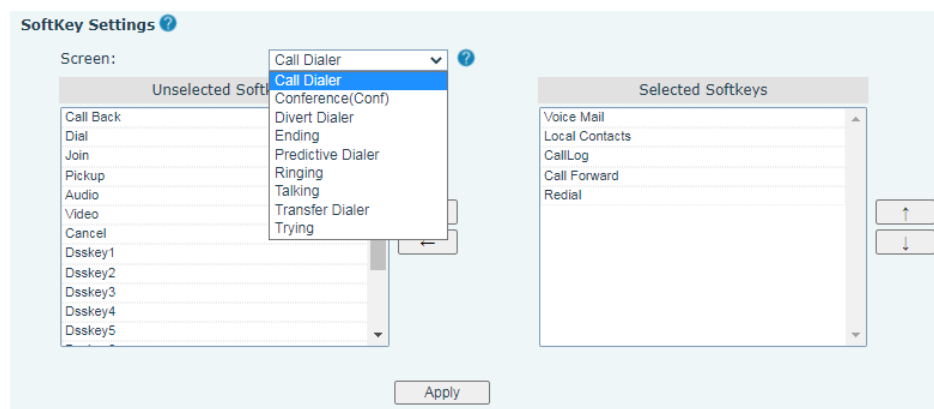 SoftKey Settings ?
Screen:
Call Dialer
?
Call Dialer
Conference(Conf)
Divert Dialer
Ending
Predictive Dialer
Ringing
Talking
Transfer Dialer
Trying
Unselected
Call Back
Dial
Join
Pickup
Audio
Video
Cancel
Dsskey1
Dsskey2
Dsskey3
Dsskey4
Dsskey5
←
Selected Softkeys
Voice Mail
Local Contacts
CallLog
Call Forward
Redial
↑
↓
Apply